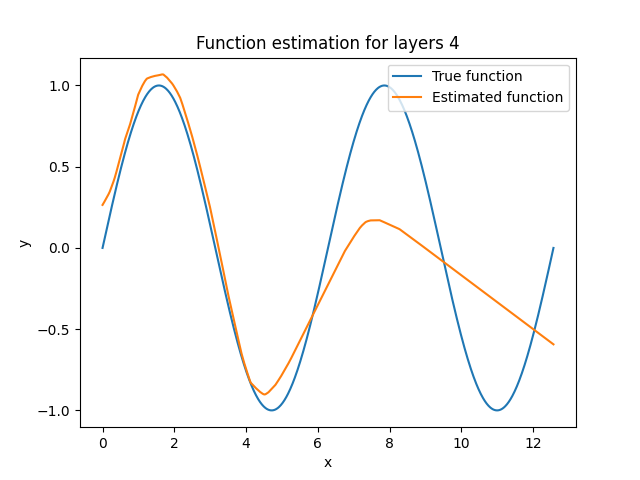 Function estimation for layers 4
True function
Estimated function
1.0
0.5
0.0
−0.5
−1.0
y
0 2 4 6 8 10 12
x